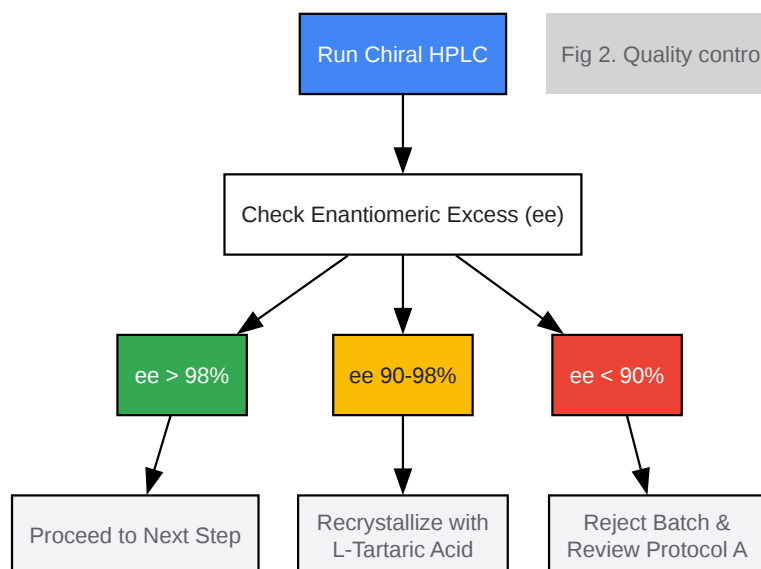 Run Chiral HPLC
Fig 2. Quality contro
Check Enantiomeric Excess (ee)
ee > 98%
ee 90-98%
ee < 90%
Proceed to Next Step
Recrystallize with
L-Tartaric Acid
Reject Batch &
Review Protocol A